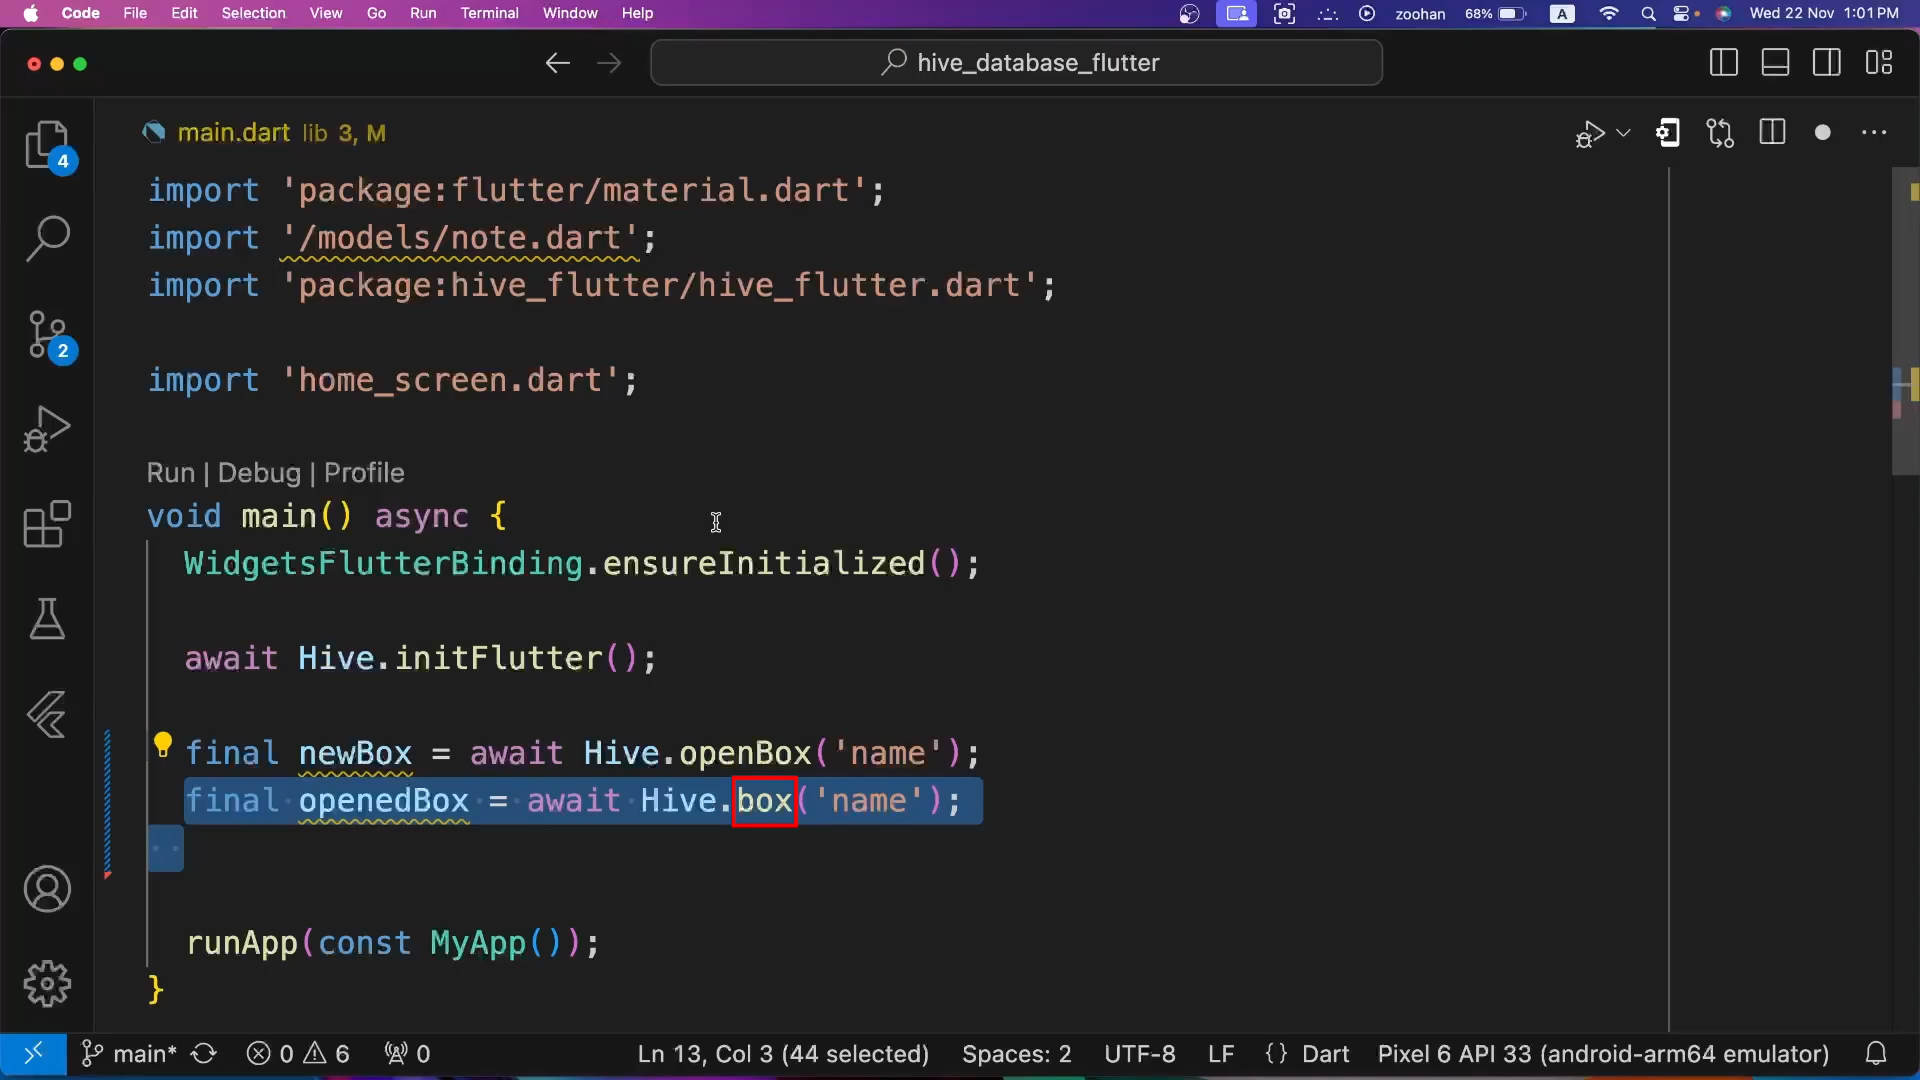 Code File Edit Selection View Go Run Terminal Window Help zoohan 68% A Wed 22 Nov 1:01 PM
hive_database_flutter
main.dart lib 3, M
4
2
import 'package:flutter/material.dart';
import '/models/note.dart';
import 'package:hive_flutter/hive_flutter.dart';
import 'home_screen.dart';
Run | Debug | Profile
void main() async {
WidgetsFlutterBinding.ensureInitialized();
await Hive.initFlutter();
final newBox = await Hive.openBox('name');
final openedBox = await Hive.box('name');
runApp(const MyApp());
}
main* 0 6 0 Ln 13, Col 3 (44 selected) Spaces: 2 UTF-8 LF {} Dart Pixel 6 API 33 (android-arm64 emulator)